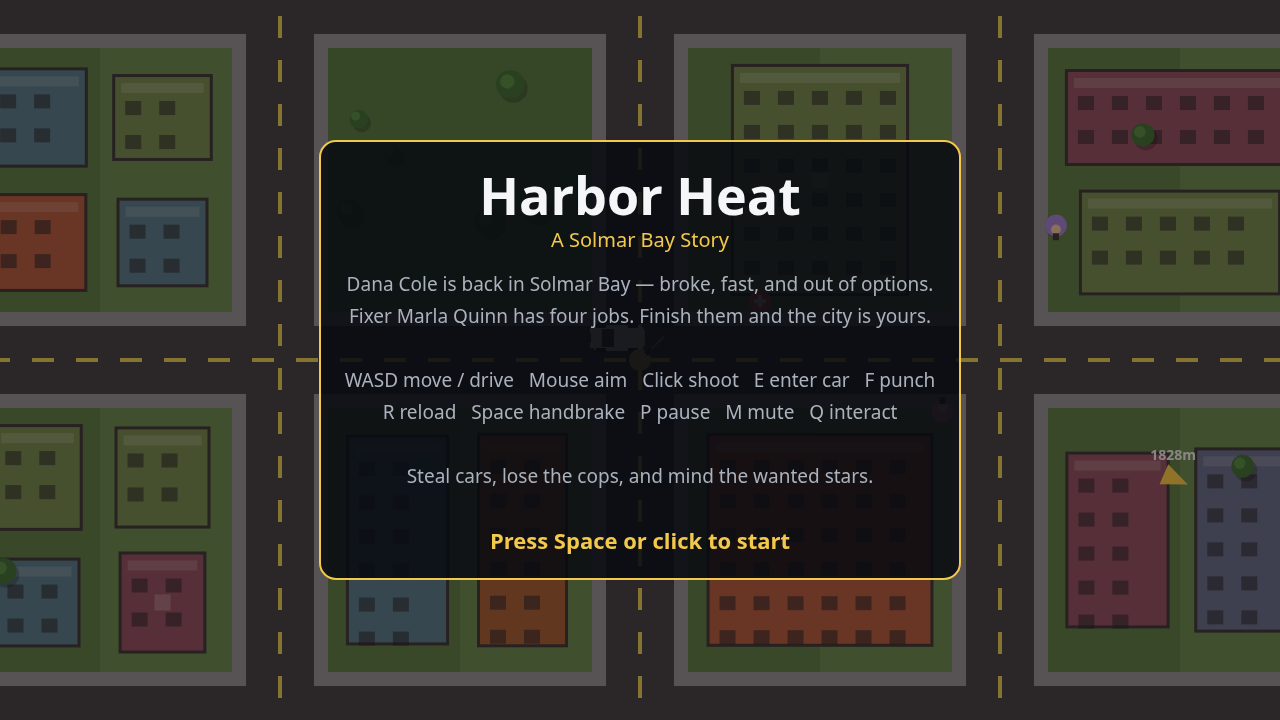 Harbor Heat
A Solmar Bay Story
Dana Cole is back in Solmar Bay — broke, fast, and out of options.
Fixer Marla Quinn has four jobs. Finish them and the city is yours.
WASD move / drive   Mouse aim   Click shoot   E enter car   F punch
R reload   Space handbrake   P pause   M mute   Q interact
1828m
Steal cars, lose the cops, and mind the wanted stars.
Press Space or click to start